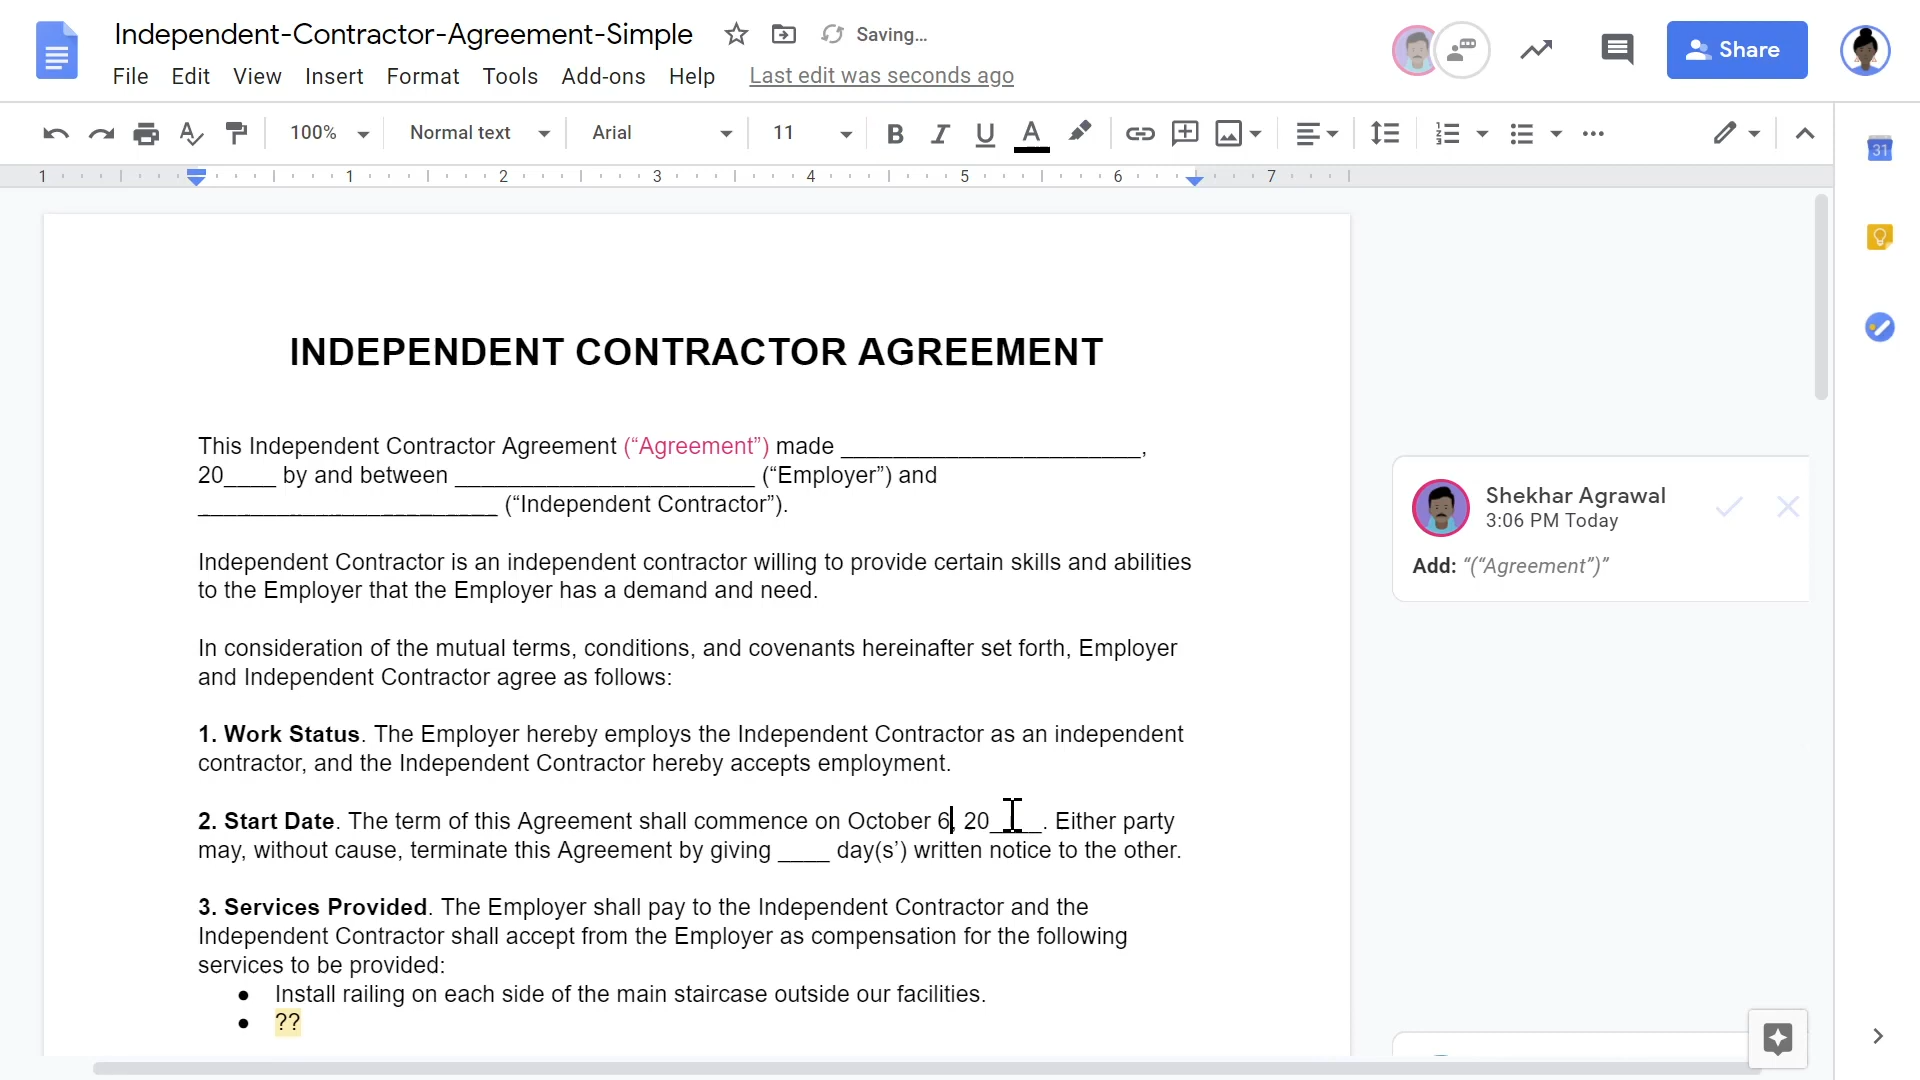 Independent-Contractor-Agreement-Simple Saving...
File Edit View Insert Format Tools Add-ons Help Last edit was seconds ago
Share
100% Normal text Arial 11
1 1 2 3 4 5 6 7
31
INDEPENDENT CONTRACTOR AGREEMENT
This Independent Contractor Agreement (“Agreement”) made _______________________,
20____ by and between _______________________ (“Employer”) and
_______________________ (“Independent Contractor”).
Independent Contractor is an independent contractor willing to provide certain skills and abilities
to the Employer that the Employer has a demand and need.
In consideration of the mutual terms, conditions, and covenants hereinafter set forth, Employer
and Independent Contractor agree as follows:
1. Work Status. The Employer hereby employs the Independent Contractor as an independent
contractor, and the Independent Contractor hereby accepts employment.
2. Start Date. The term of this Agreement shall commence on October 6, 20____. Either party
may, without cause, terminate this Agreement by giving ____ day(s’) written notice to the other.
3. Services Provided. The Employer shall pay to the Independent Contractor and the
Independent Contractor shall accept from the Employer as compensation for the following
services to be provided:
● Install railing on each side of the main staircase outside our facilities.
● ??
Shekhar Agrawal
3:06 PM Today
Add: “(“Agreement”)”